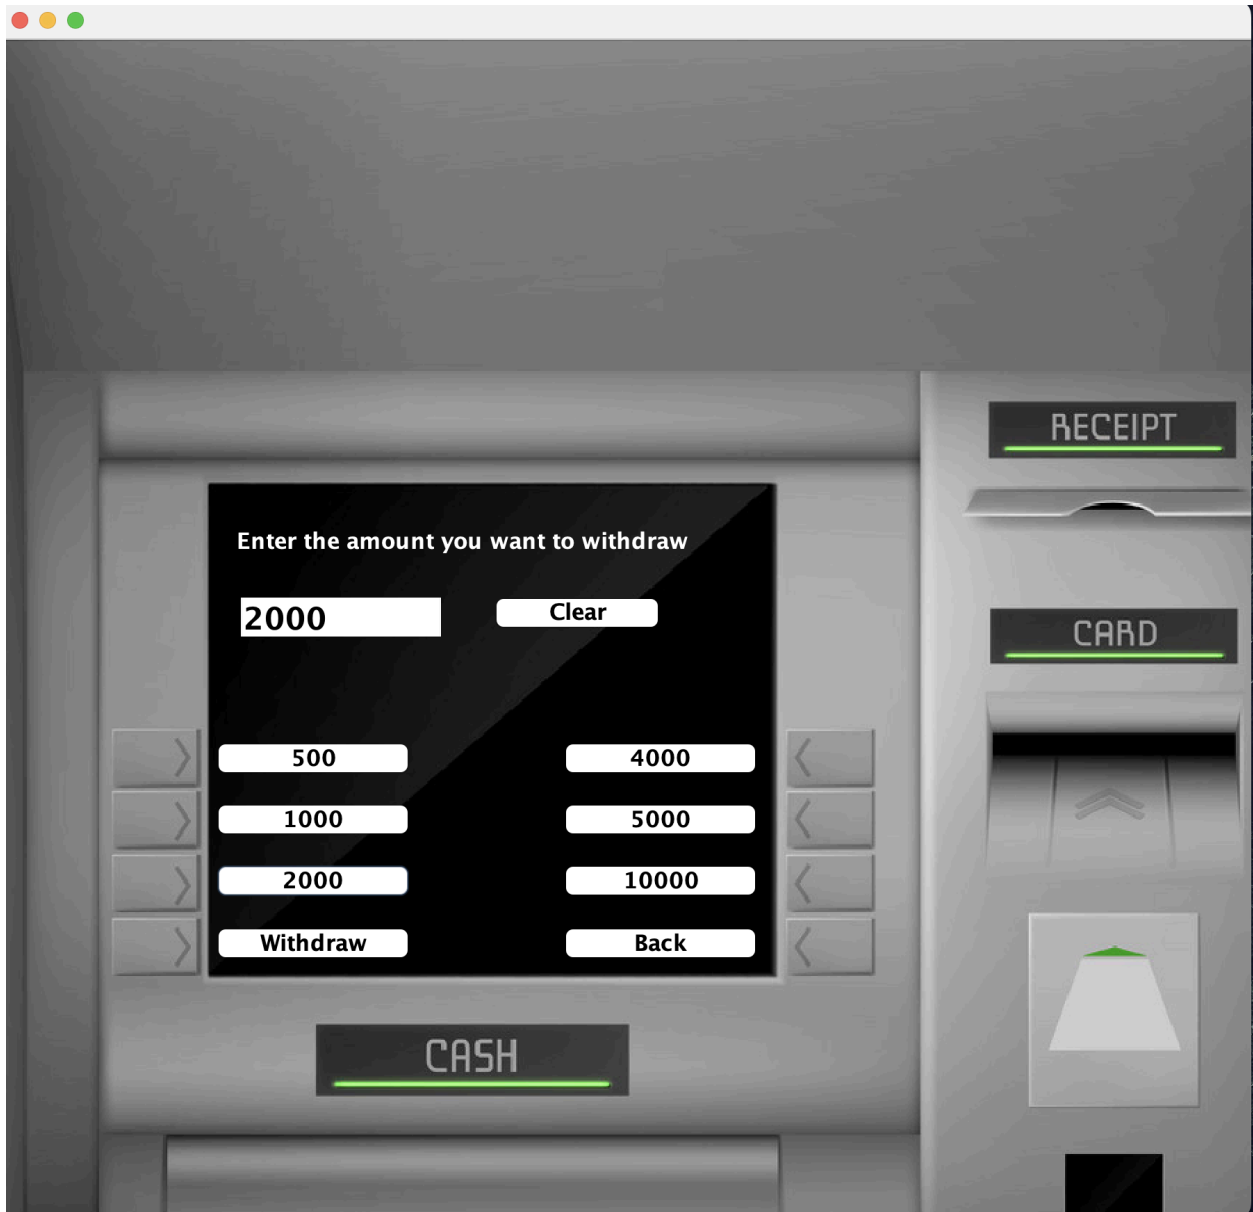 RECEIPT
Enter the amount you want to withdraw
2000 Clear
CARD
500 4000
1000 5000
2000 10000
Withdraw Back
CASH